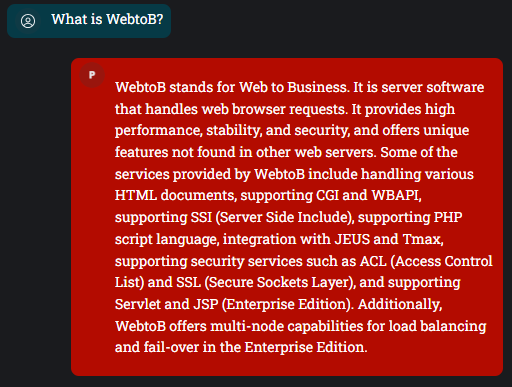 What is WebtoB?
P
WebtoB stands for Web to Business. It is server software
that handles web browser requests. It provides high
performance, stability, and security, and offers unique
features not found in other web servers. Some of the
services provided by WebtoB include handling various
HTML documents, supporting CGI and WBAPI,
supporting SSI (Server Side Include), supporting PHP
script language, integration with JEUS and Tmax,
supporting security services such as ACL (Access Control
List) and SSL (Secure Sockets Layer), and supporting
Servlet and JSP (Enterprise Edition). Additionally,
WebtoB offers multi-node capabilities for load balancing
and fail-over in the Enterprise Edition.